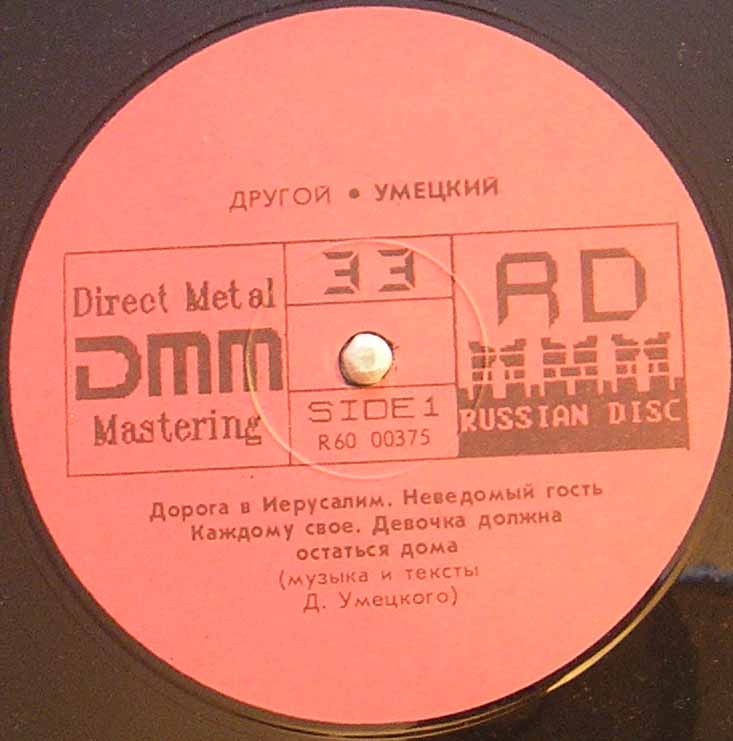 ДРУГОЙ • УМЕЦКИЙ
Direct Metal
DMM
Mastering
33
SIDE 1
R60 00375
RD
RUSSIAN DISC
Дорога в Иерусалим. Неведомый гость
Каждому свое. Девочка должна
остаться дома
(музыка и тексты
Д. Умецкого)